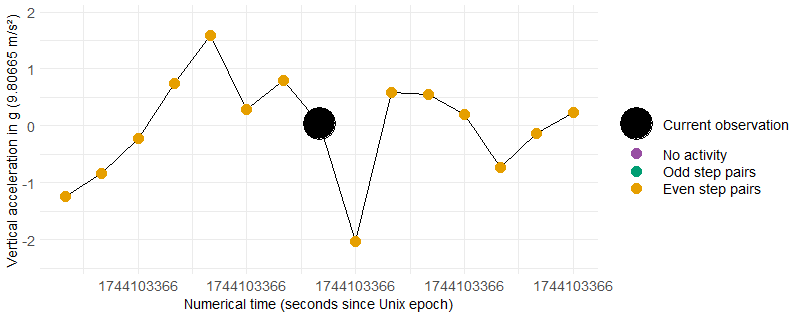 Vertical acceleration in g (9.80665 m/s²)
2
1
0
-1
-2
1744103366 1744103366 1744103366 1744103366 1744103366
Numerical time (seconds since Unix epoch)
Current observation
No activity
Odd step pairs
Even step pairs